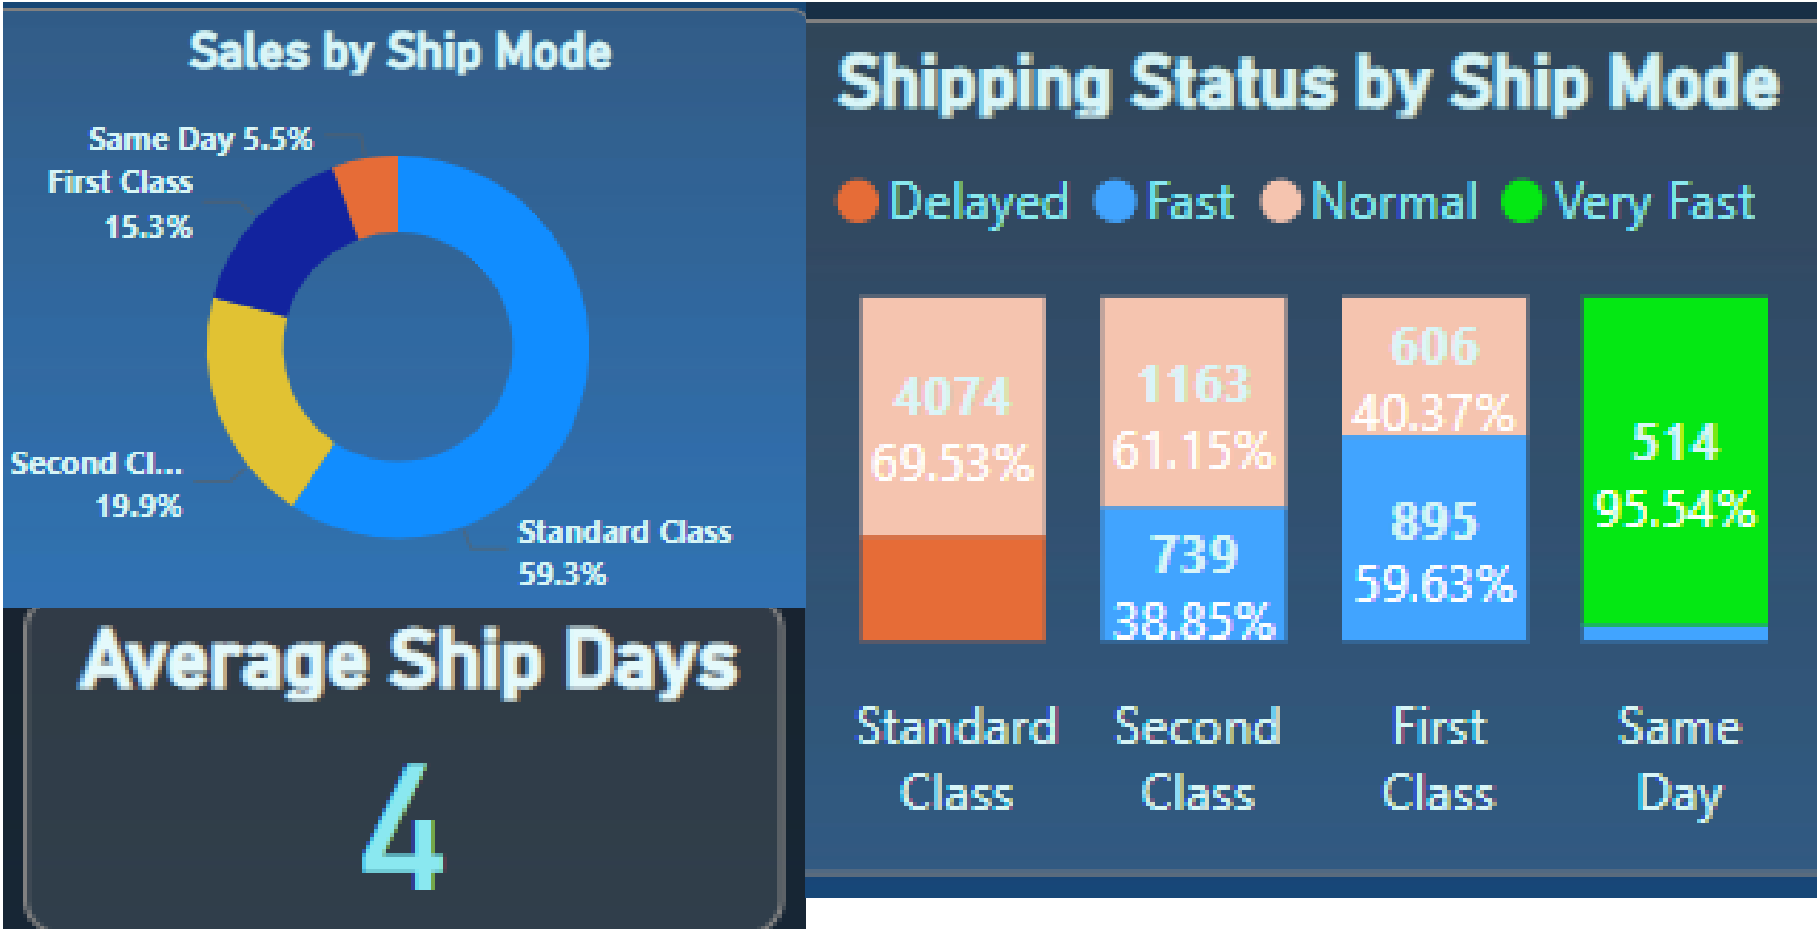 Sales by Ship Mode
Same Day 5.5%
First Class
15.3%
Second Cl...
19.9%
Standard Class
59.3%
Average Ship Days
4
Shipping Status by Ship Mode
Delayed Fast Normal Very Fast
4074
69.53%
1163
61.15%
739
38.85%
606
40.37%
895
59.63%
514
95.54%
Standard
Class
Second
Class
First
Class
Same
Day